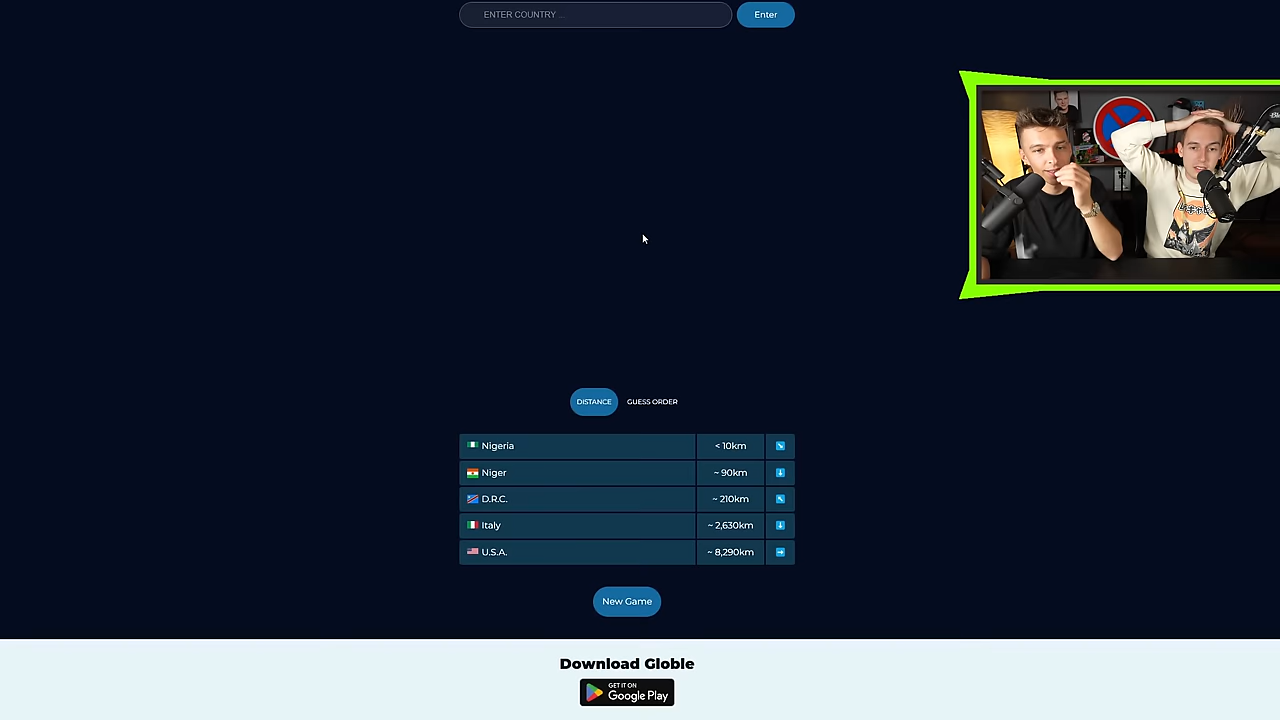 ENTER COUNTRY ...
Enter
DISTANCE
GUESS ORDER
Nigeria
< 10km
Niger
~ 90km
D.R.C.
~ 210km
Italy
~ 2,630km
U.S.A.
~ 8,290km
New Game
Download Globle
GET IT ON
Google Play